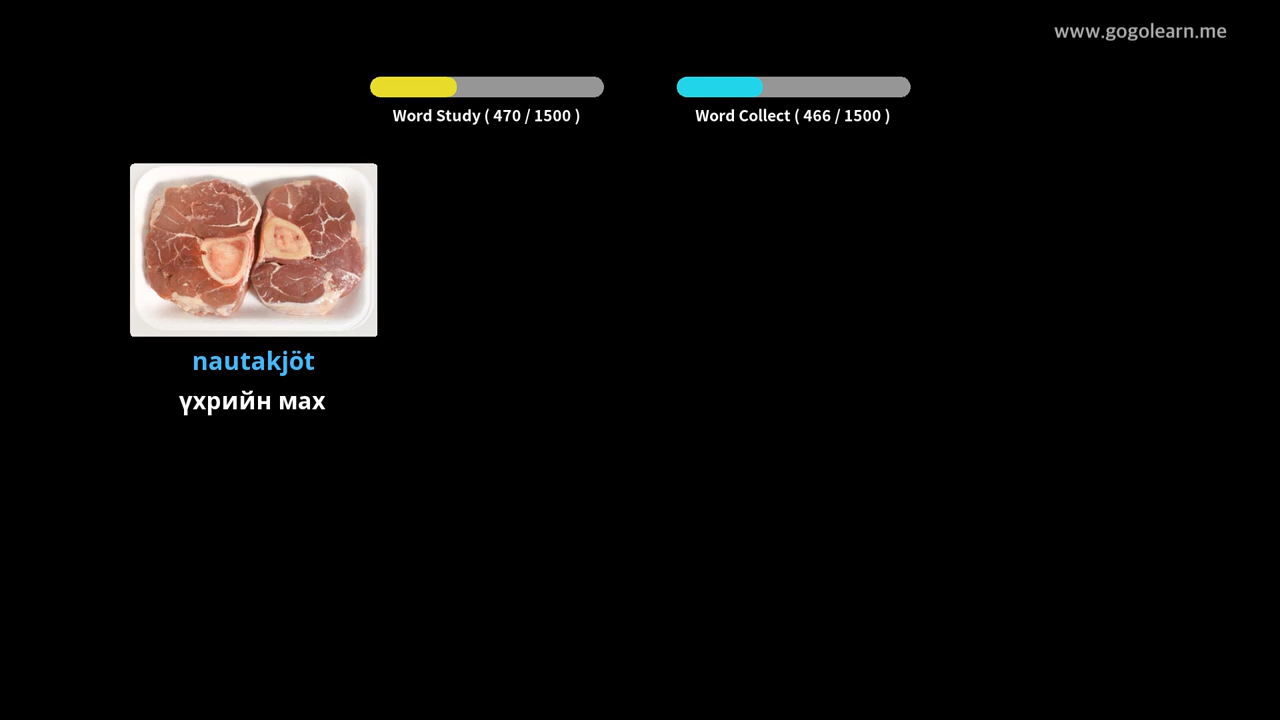 www.gogolearn.me
Word Study ( 470 / 1500 )
Word Collect ( 466 / 1500 )
nautakjöt
үхрийн мах